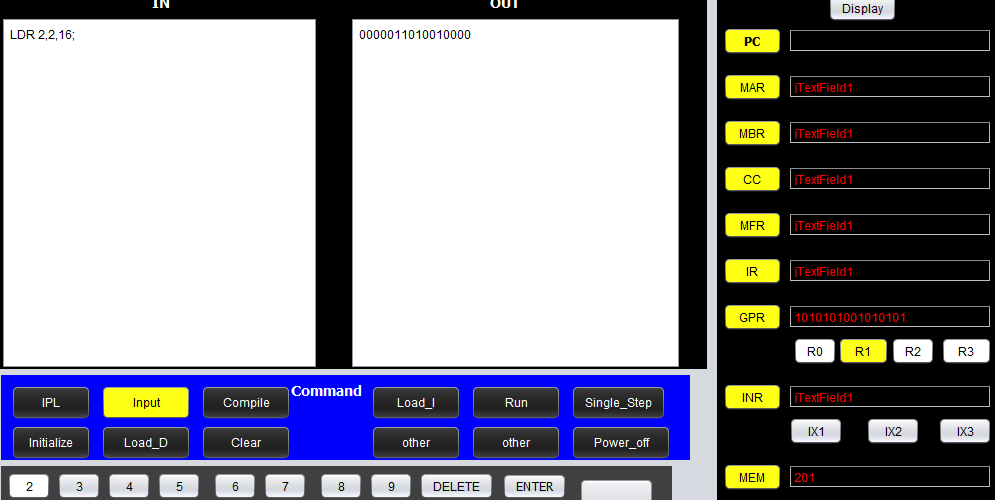 IN OUT
LDR 2,2,16;
0000011010010000
Display
PC
MAR jTextField1
MBR jTextField1
CC jTextField1
MFR jTextField1
IR jTextField1
GPR 1010101001010101
R0 R1 R2 R3
INR jTextField1
IX1 IX2 IX3
MEM 201
Command
IPL Input Compile Load_I Run Single_Step
Initialize Load_D Clear other other Power_off
2 3 4 5 6 7 8 9 DELETE ENTER